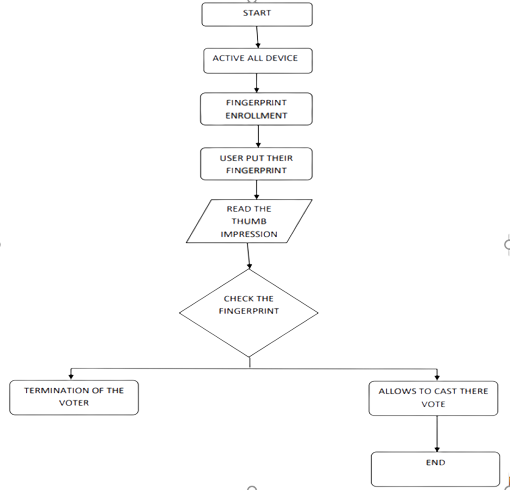 START
ACTIVE ALL DEVICE
FINGERPRINT
ENROLLMENT
USER PUT THEIR
FINGERPRINT
READ THE
THUMB
IMPRESSION
CHECK THE
FINGERPRINT
TERMINATION OF THE
VOTER
ALLOWS TO CAST THERE
VOTE
END